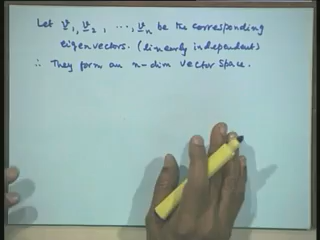 Let v₁, v₂, ⋯, vₙ be the corresponding
eigenvectors. (linearly independent)
∴ They form an n-dim vector space.